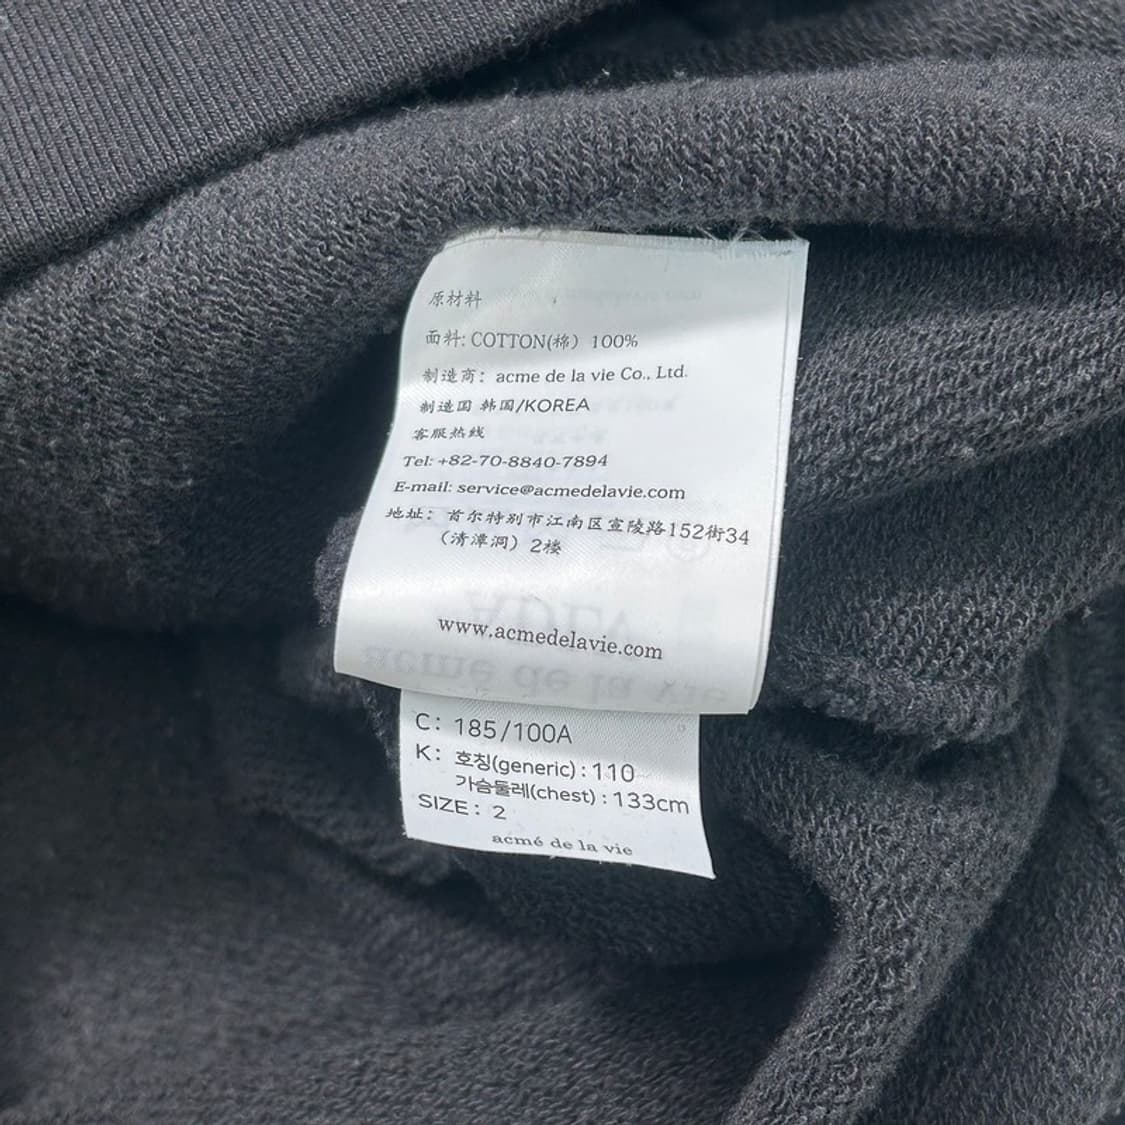 原材料
面料: COTTON(棉) 100%
制造商: acme de la vie Co., Ltd.
制造国 韩国/KOREA
客服热线
Tel: +82-70-8840-7894
E-mail: service@acmedelavie.com
地址: 首尔特别市江南区宣陵路152街34
(清潭洞) 2楼
www.acmedelavie.com
C: 185/100A
K: 호칭(generic) : 110
가슴둘레(chest) : 133cm
SIZE: 2
acmé de la vie